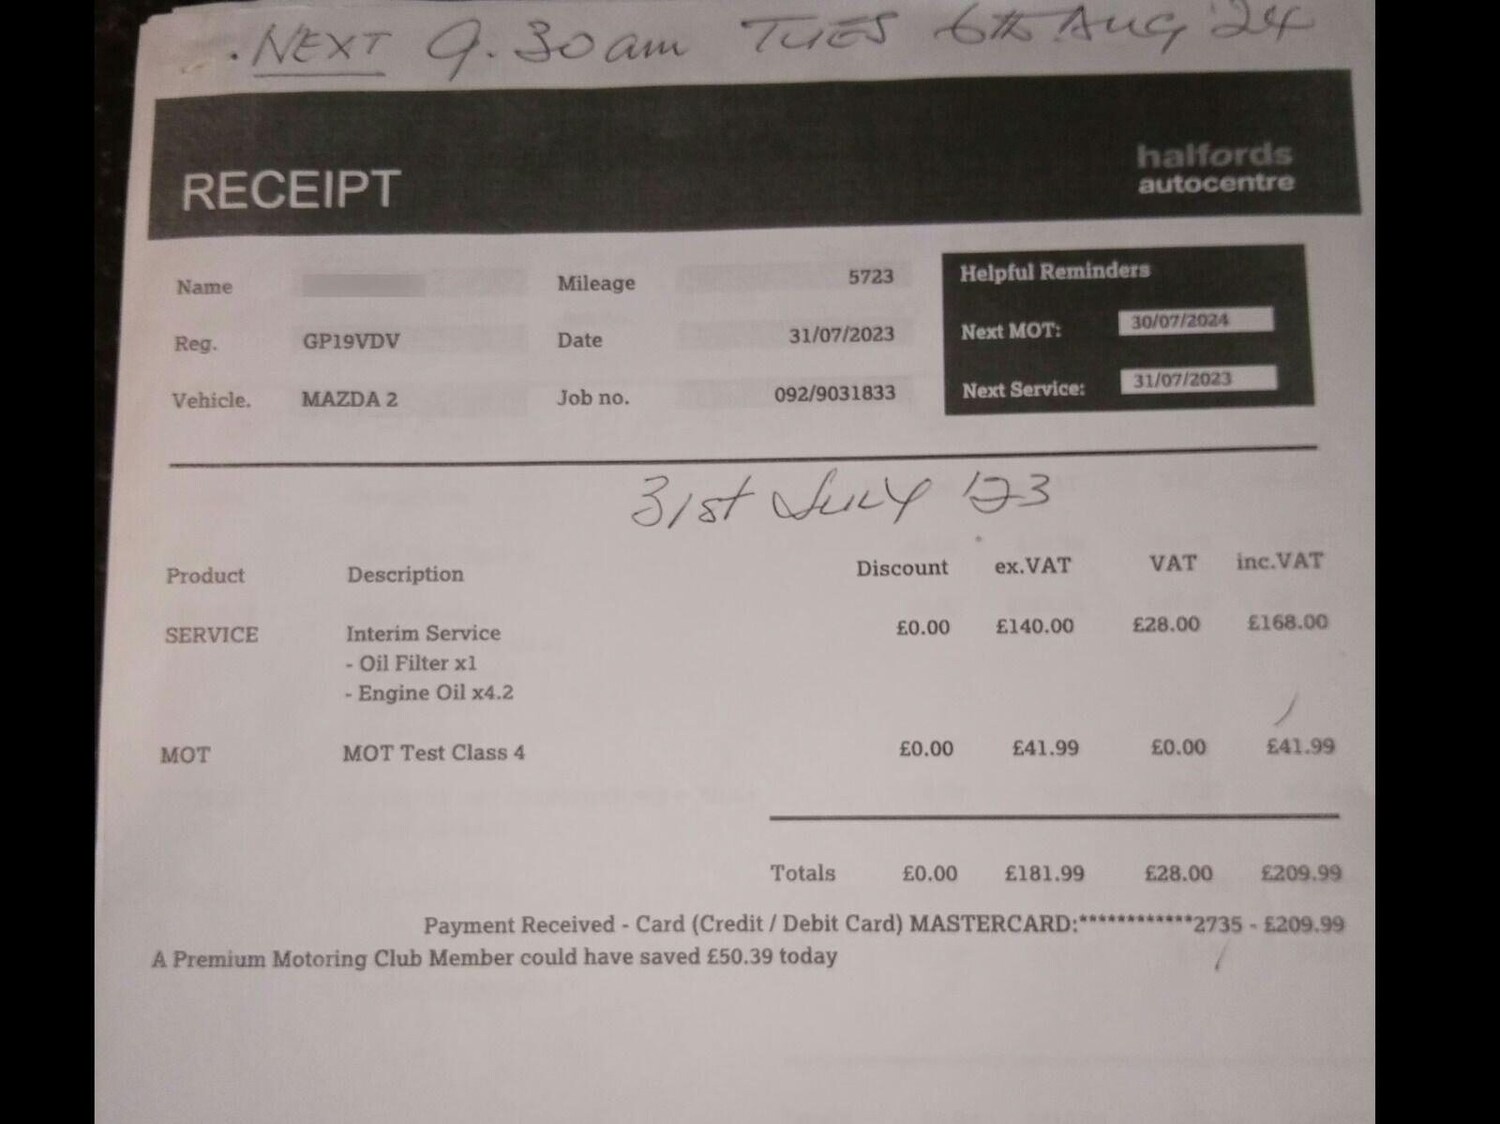 . NEXT 9.30am TUES 6th AUG '24
RECEIPT
halfords
autocentre
Name
Mileage 5723
Reg. GP19VDV
Date 31/07/2023
Vehicle. MAZDA 2
Job no. 092/9031833
Helpful Reminders
Next MOT: 30/07/2024
Next Service: 31/07/2023
31st JULY '23
Product Description Discount ex.VAT VAT inc.VAT
SERVICE Interim Service £0.00 £140.00 £28.00 £168.00
- Oil Filter x1
- Engine Oil x4.2
MOT MOT Test Class 4 £0.00 £41.99 £0.00 £41.99
Totals £0.00 £181.99 £28.00 £209.99
Payment Received - Card (Credit / Debit Card) MASTERCARD:************2735 - £209.99
A Premium Motoring Club Member could have saved £50.39 today